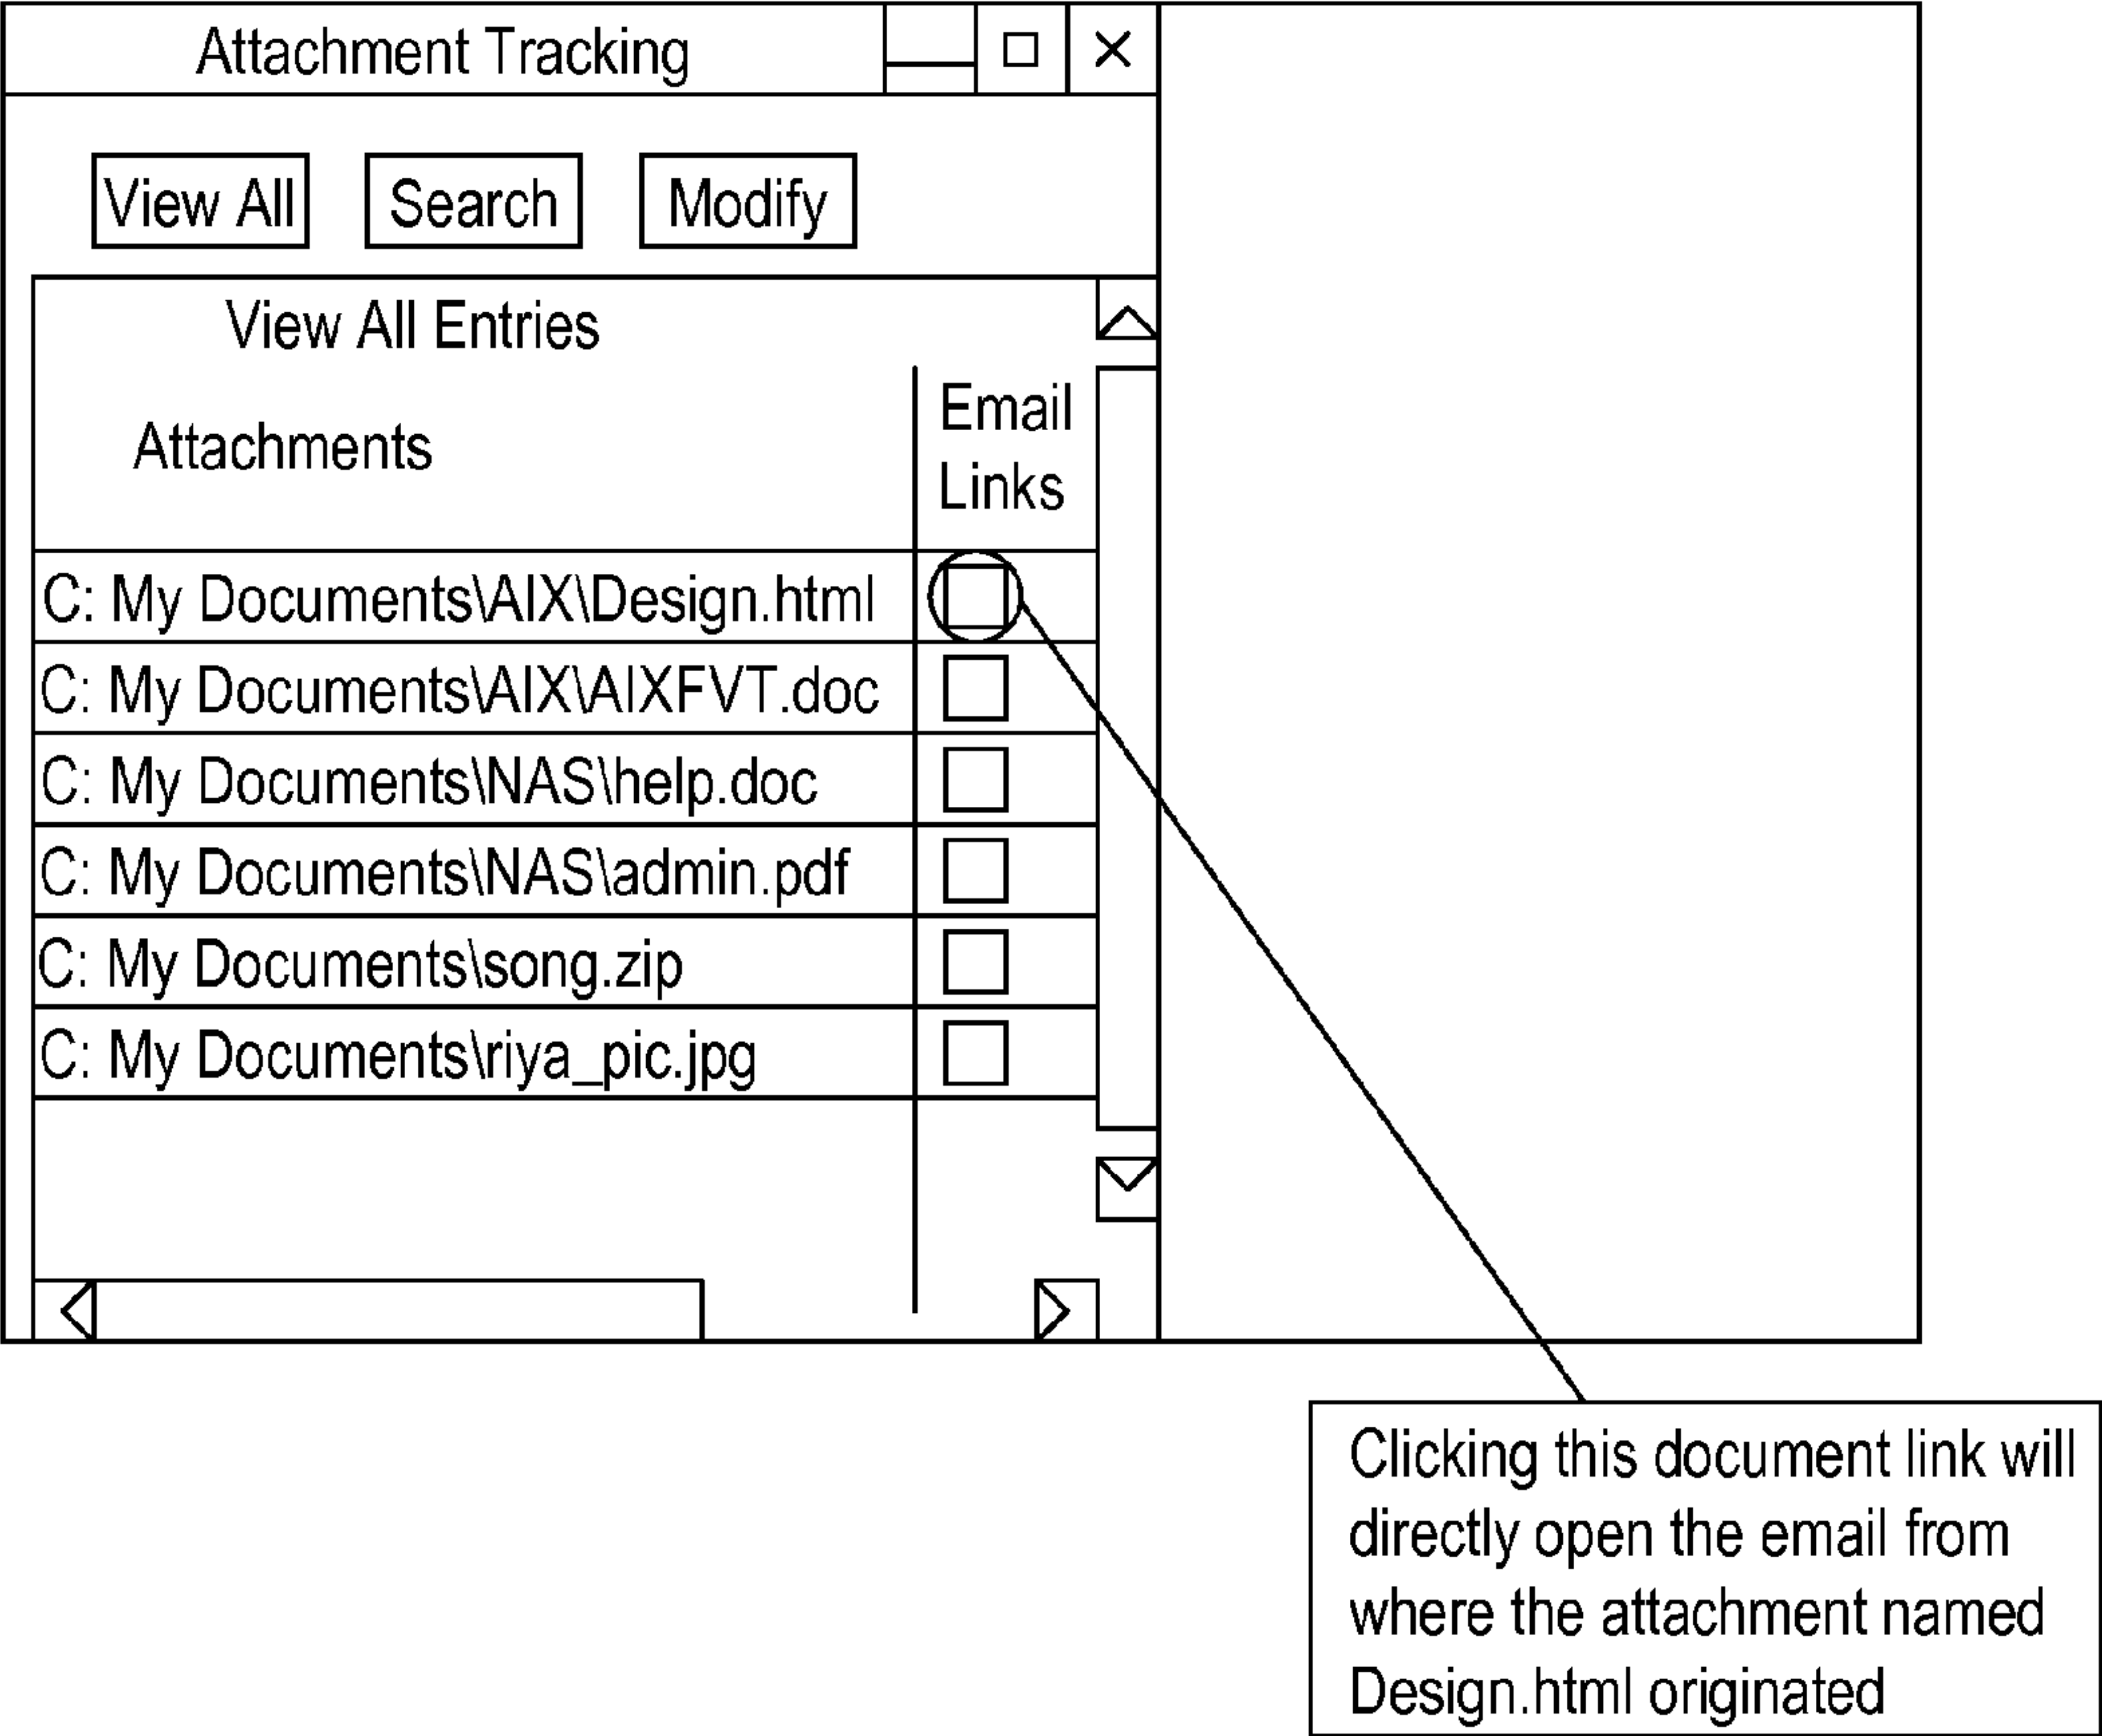 Attachment Tracking
View All Search Modify
View All Entries
Attachments
Email
Links
C: My Documents\AIX\Design.html
C: My Documents\AIX\AIXFVT.doc
C: My Documents\NAS\help.doc
C: My Documents\NAS\admin.pdf
C: My Documents\song.zip
C: My Documents\riya_pic.jpg
Clicking this document link will
directly open the email from
where the attachment named
Design.html originated